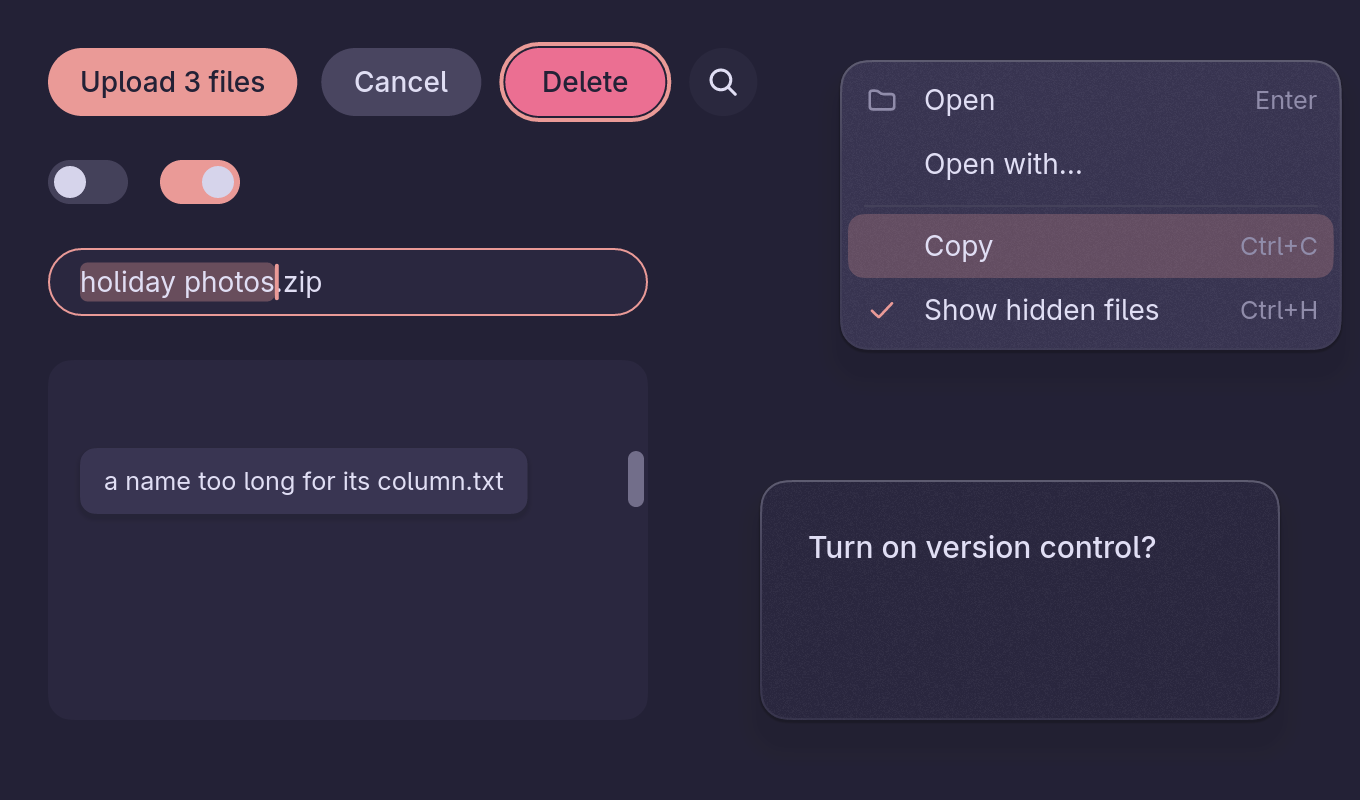 Upload 3 files
Cancel
Delete
holiday photos.zip
a name too long for its column.txt
Open Enter
Open with...
Copy Ctrl+C
Show hidden files Ctrl+H
Turn on version control?